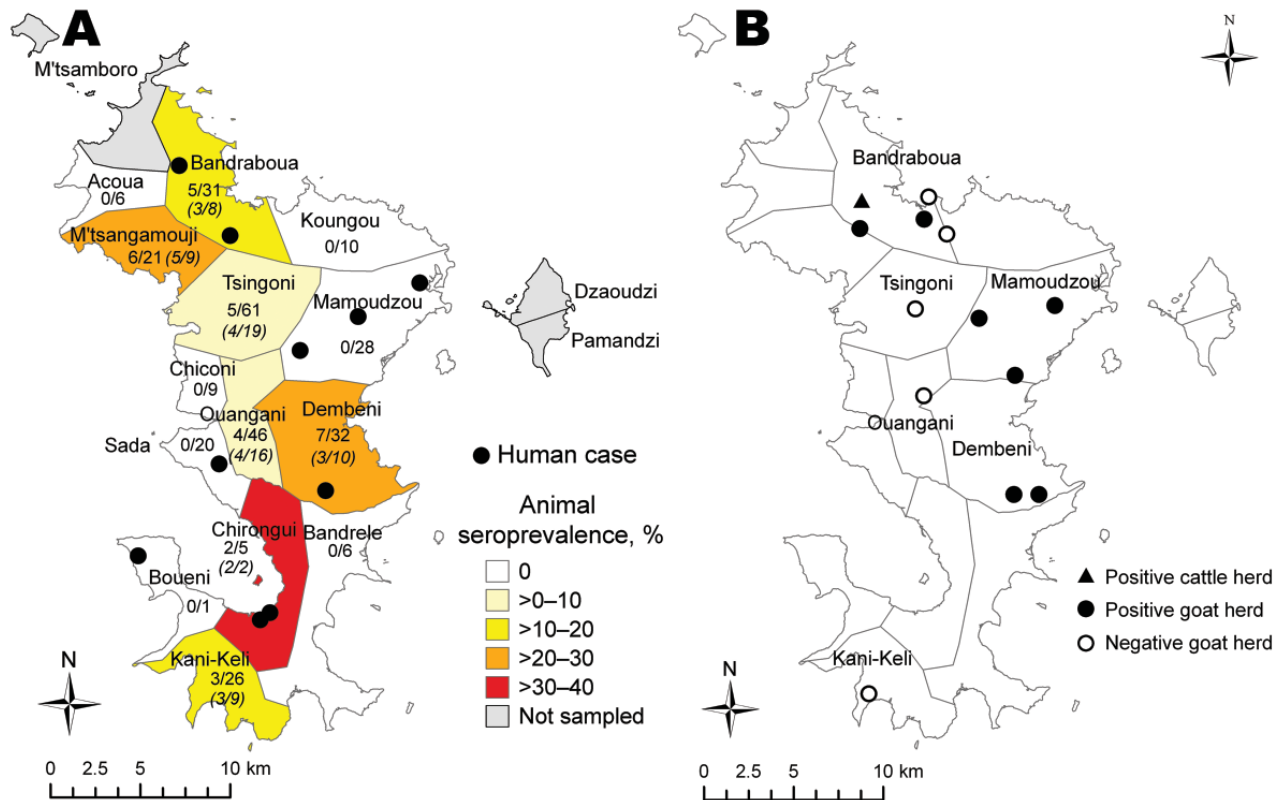 A
M'tsamboro
Bandraboua
5/31
(3/8)
Acoua
0/6
M'tsangamouji
6/21 (5/9)
Koungou
0/10
Tsingoni
5/61
(4/19)
Mamoudzou
0/28
Dzaoudzi
Pamandzi
Chiconi
0/9
Ouangani
4/46
(4/16)
Dembeni
7/32
(3/10)
Sada
0/20
Chirongui
2/5
(2/2)
Bandrele
0/6
Boueni
0/1
Kani-Keli
3/26
(3/9)
Human case
Animal
seroprevalence, %
0
>0–10
>10–20
>20–30
>30–40
Not sampled
N
0 2.5 5 10 km
B
N
Bandraboua
Tsingoni
Mamoudzou
Ouangani
Dembeni
Kani-Keli
Positive cattle herd
Positive goat herd
Negative goat herd
N
0 2.5 5 10 km